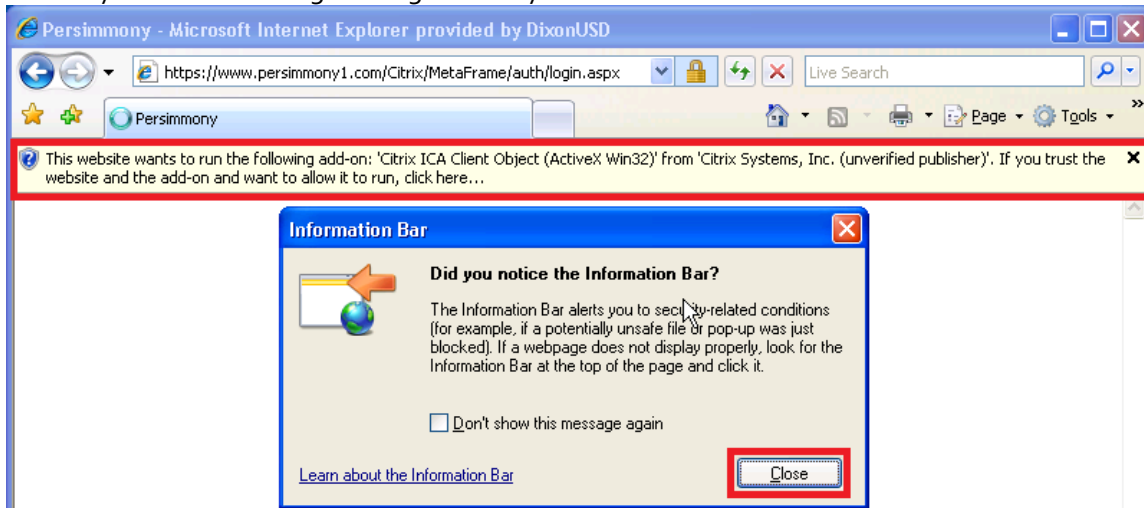 Persimmony - Microsoft Internet Explorer provided by DixonUSD
https://www.persimmony1.com/Citrix/MetaFrame/auth/login.aspx
Live Search
Persimmony
Page
Tools
This website wants to run the following add-on: 'Citrix ICA Client Object (ActiveX Win32)' from 'Citrix Systems, Inc. (unverified publisher)'. If you trust the
website and the add-on and want to allow it to run, click here...
Information Bar
Did you notice the Information Bar?
The Information Bar alerts you to security-related conditions
(for example, if a potentially unsafe file or pop-up was just
blocked). If a webpage does not display properly, look for the
Information Bar at the top of the page and click it.
Don't show this message again
Learn about the Information Bar
Close